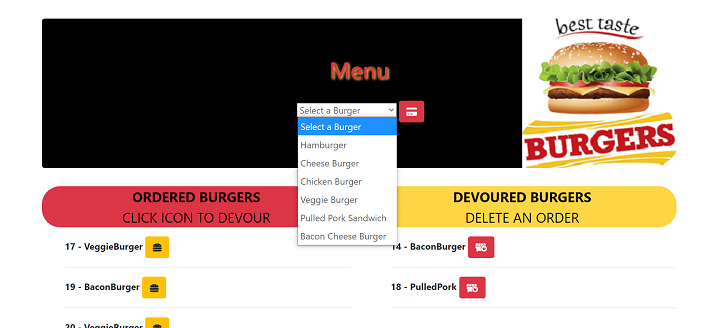 best taste
BURGERS
Menu
Select a Burger
Select a Burger
Hamburger
Cheese Burger
Chicken Burger
Veggie Burger
Pulled Pork Sandwich
Bacon Cheese Burger
ORDERED BURGERS
CLICK ICON TO DEVOUR
DEVOURED BURGERS
DELETE AN ORDER
17 - VeggieBurger
14 - BaconBurger
19 - BaconBurger
18 - PulledPork
20 - VeggieBurger